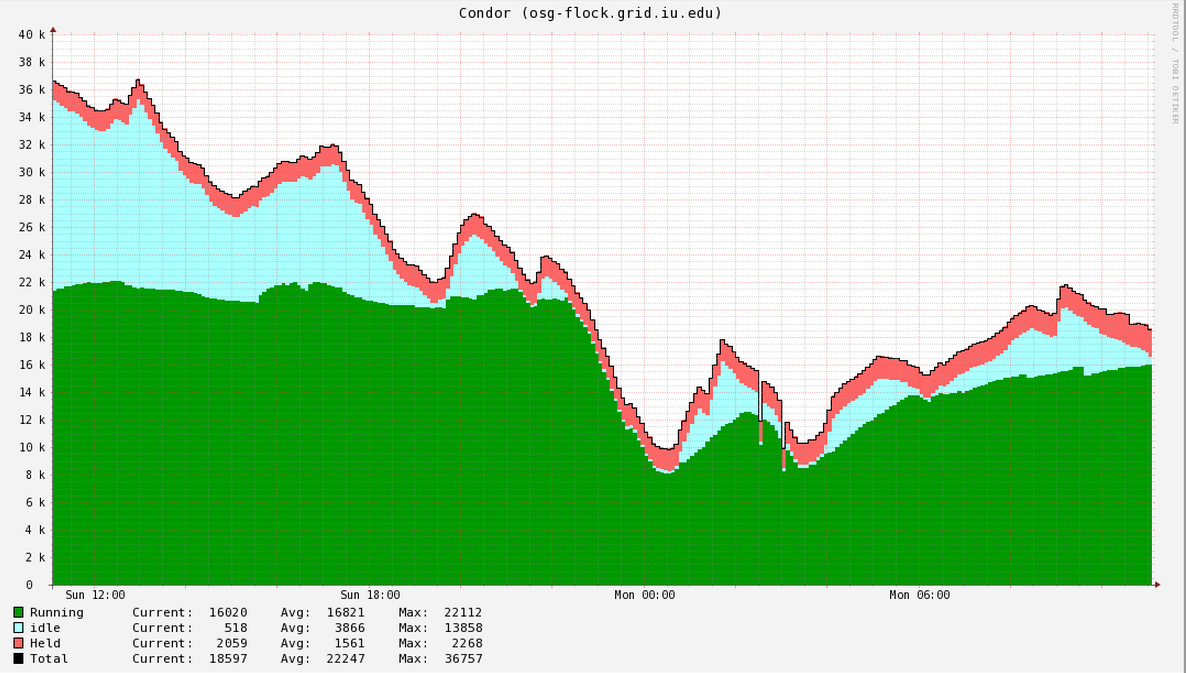 Condor (osg-flock.grid.iu.edu)
RRDTOOL / TOBI OETIKER
40 k
38 k
36 k
34 k
32 k
30 k
28 k
26 k
24 k
22 k
20 k
18 k
16 k
14 k
12 k
10 k
8 k
6 k
4 k
2 k
0
Sun 12:00 Sun 18:00 Mon 00:00 Mon 06:00
Running Current: 16020 Avg: 16821 Max: 22112
idle Current: 518 Avg: 3866 Max: 13858
Held Current: 2059 Avg: 1561 Max: 2268
Total Current: 18597 Avg: 22247 Max: 36757